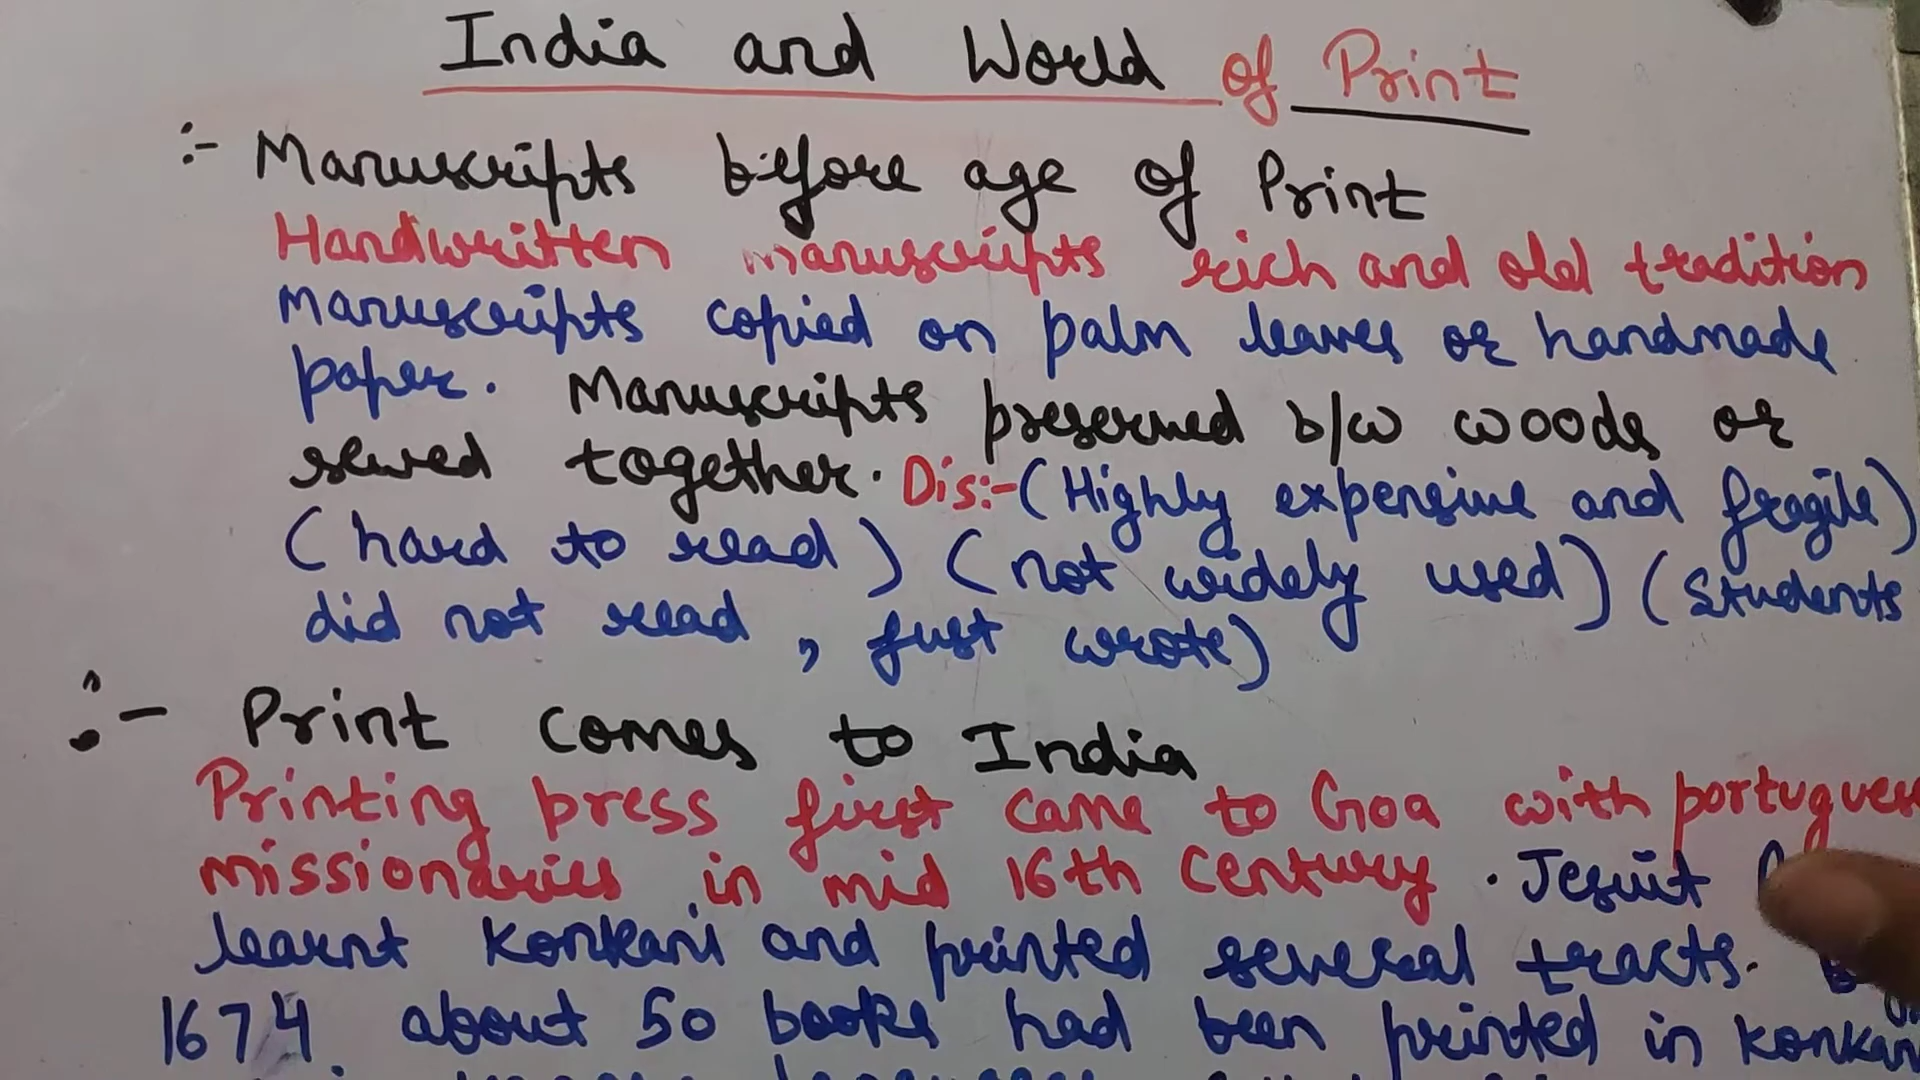 India and World of Print
:- Manuscripts before age of Print
Handwritten manuscripts rich and old tradition
Manuscripts copied on palm leaves or handmade
paper. Manuscripts preserved b/w woods or
sewed together. Dis:- (Highly expensive and fragile)
(hard to read) (not widely used) (Students
did not read, just wrote)
:- Print comes to India
Printing press first came to Goa with portugues
missionaries in mid 16th Century. Jesuit
learnt Konkani and printed several tracts.
1674 about 50 books had been printed in Konkan